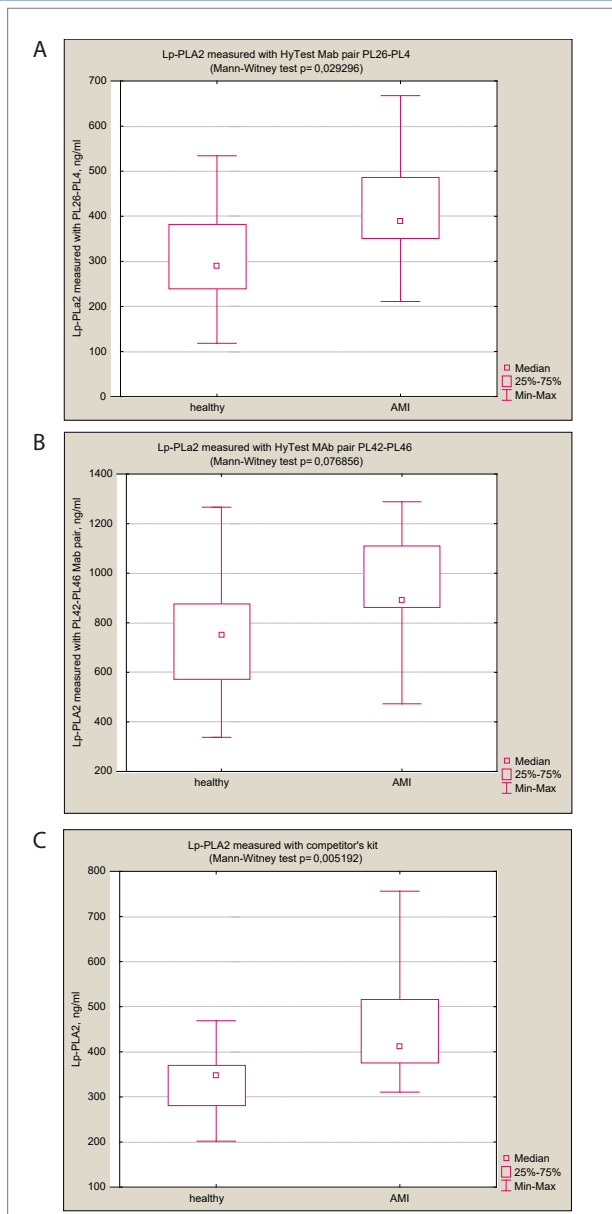 A
Lp-PLA2 measured with HyTest Mab pair PL26-PL4
(Mann-Witney test p= 0,029296)
Lp-PLa2 measured with PL26-PL4, ng/ml
700
600
500
400
300
200
100
0
healthy
AMI
Median
25%-75%
Min-Max
B
Lp-PLa2 measured with HyTest MAb pair PL42-PL46
(Mann-Witney test p= 0,076856)
Lp-PLA2 measured with PL42-PL46 Mab pair, ng/ml
1400
1200
1000
800
600
400
200
healthy
AMI
Median
25%-75%
Min-Max
C
Lp-PLA2 measured with competitor's kit
(Mann-Witney test p= 0,005192)
Lp-PLA2, ng/ml
800
700
600
500
400
300
200
100
healthy
AMI
Median
25%-75%
Min-Max